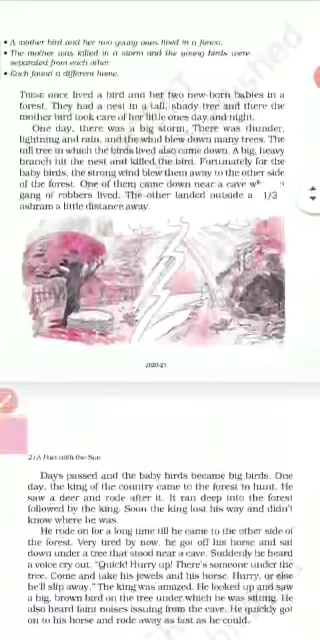 • A mother bird and her two young ones lived in a forest.
• The mother was killed in a storm and the young birds were
separated from each other.
• Each found a different home.
THERE once lived a bird and her two new-born babies in a
forest. They had a nest in a tall, shady tree and there the
mother bird took care of her little ones day and night.
One day, there was a big storm. There was thunder,
lightning and rain, and the wind blew down many trees. The
tall tree in which the birds lived also came down. A big, heavy
branch hit the nest and killed the bird. Fortunately for the
baby birds, the strong wind blew them away to the other side
of the forest. One of them came down near a cave
gang of robbers lived. The other landed outside a 1/3
ashram a little distance away.
2020-21
2/A Pact with the Sun
Days passed and the baby birds became big birds. One
day, the king of the country came to the forest to hunt. He
saw a deer and rode after it. It ran deep into the forest
followed by the king. Soon the king lost his way and didn't
know where he was.
He rode on for a long time till he came to the other side of
the forest. Very tired by now, he got off his horse and sat
down under a tree that stood near a cave. Suddenly he heard
a voice cry out, "Quick! Hurry up! There's someone under the
tree. Come and take his jewels and his horse. Hurry, or else
he'll slip away." The king was amazed. He looked up and saw
a big, brown bird on the tree under which he was sitting. He
also heard faint noises issuing from the cave. He quickly got
on to his horse and rode away as fast as he could.